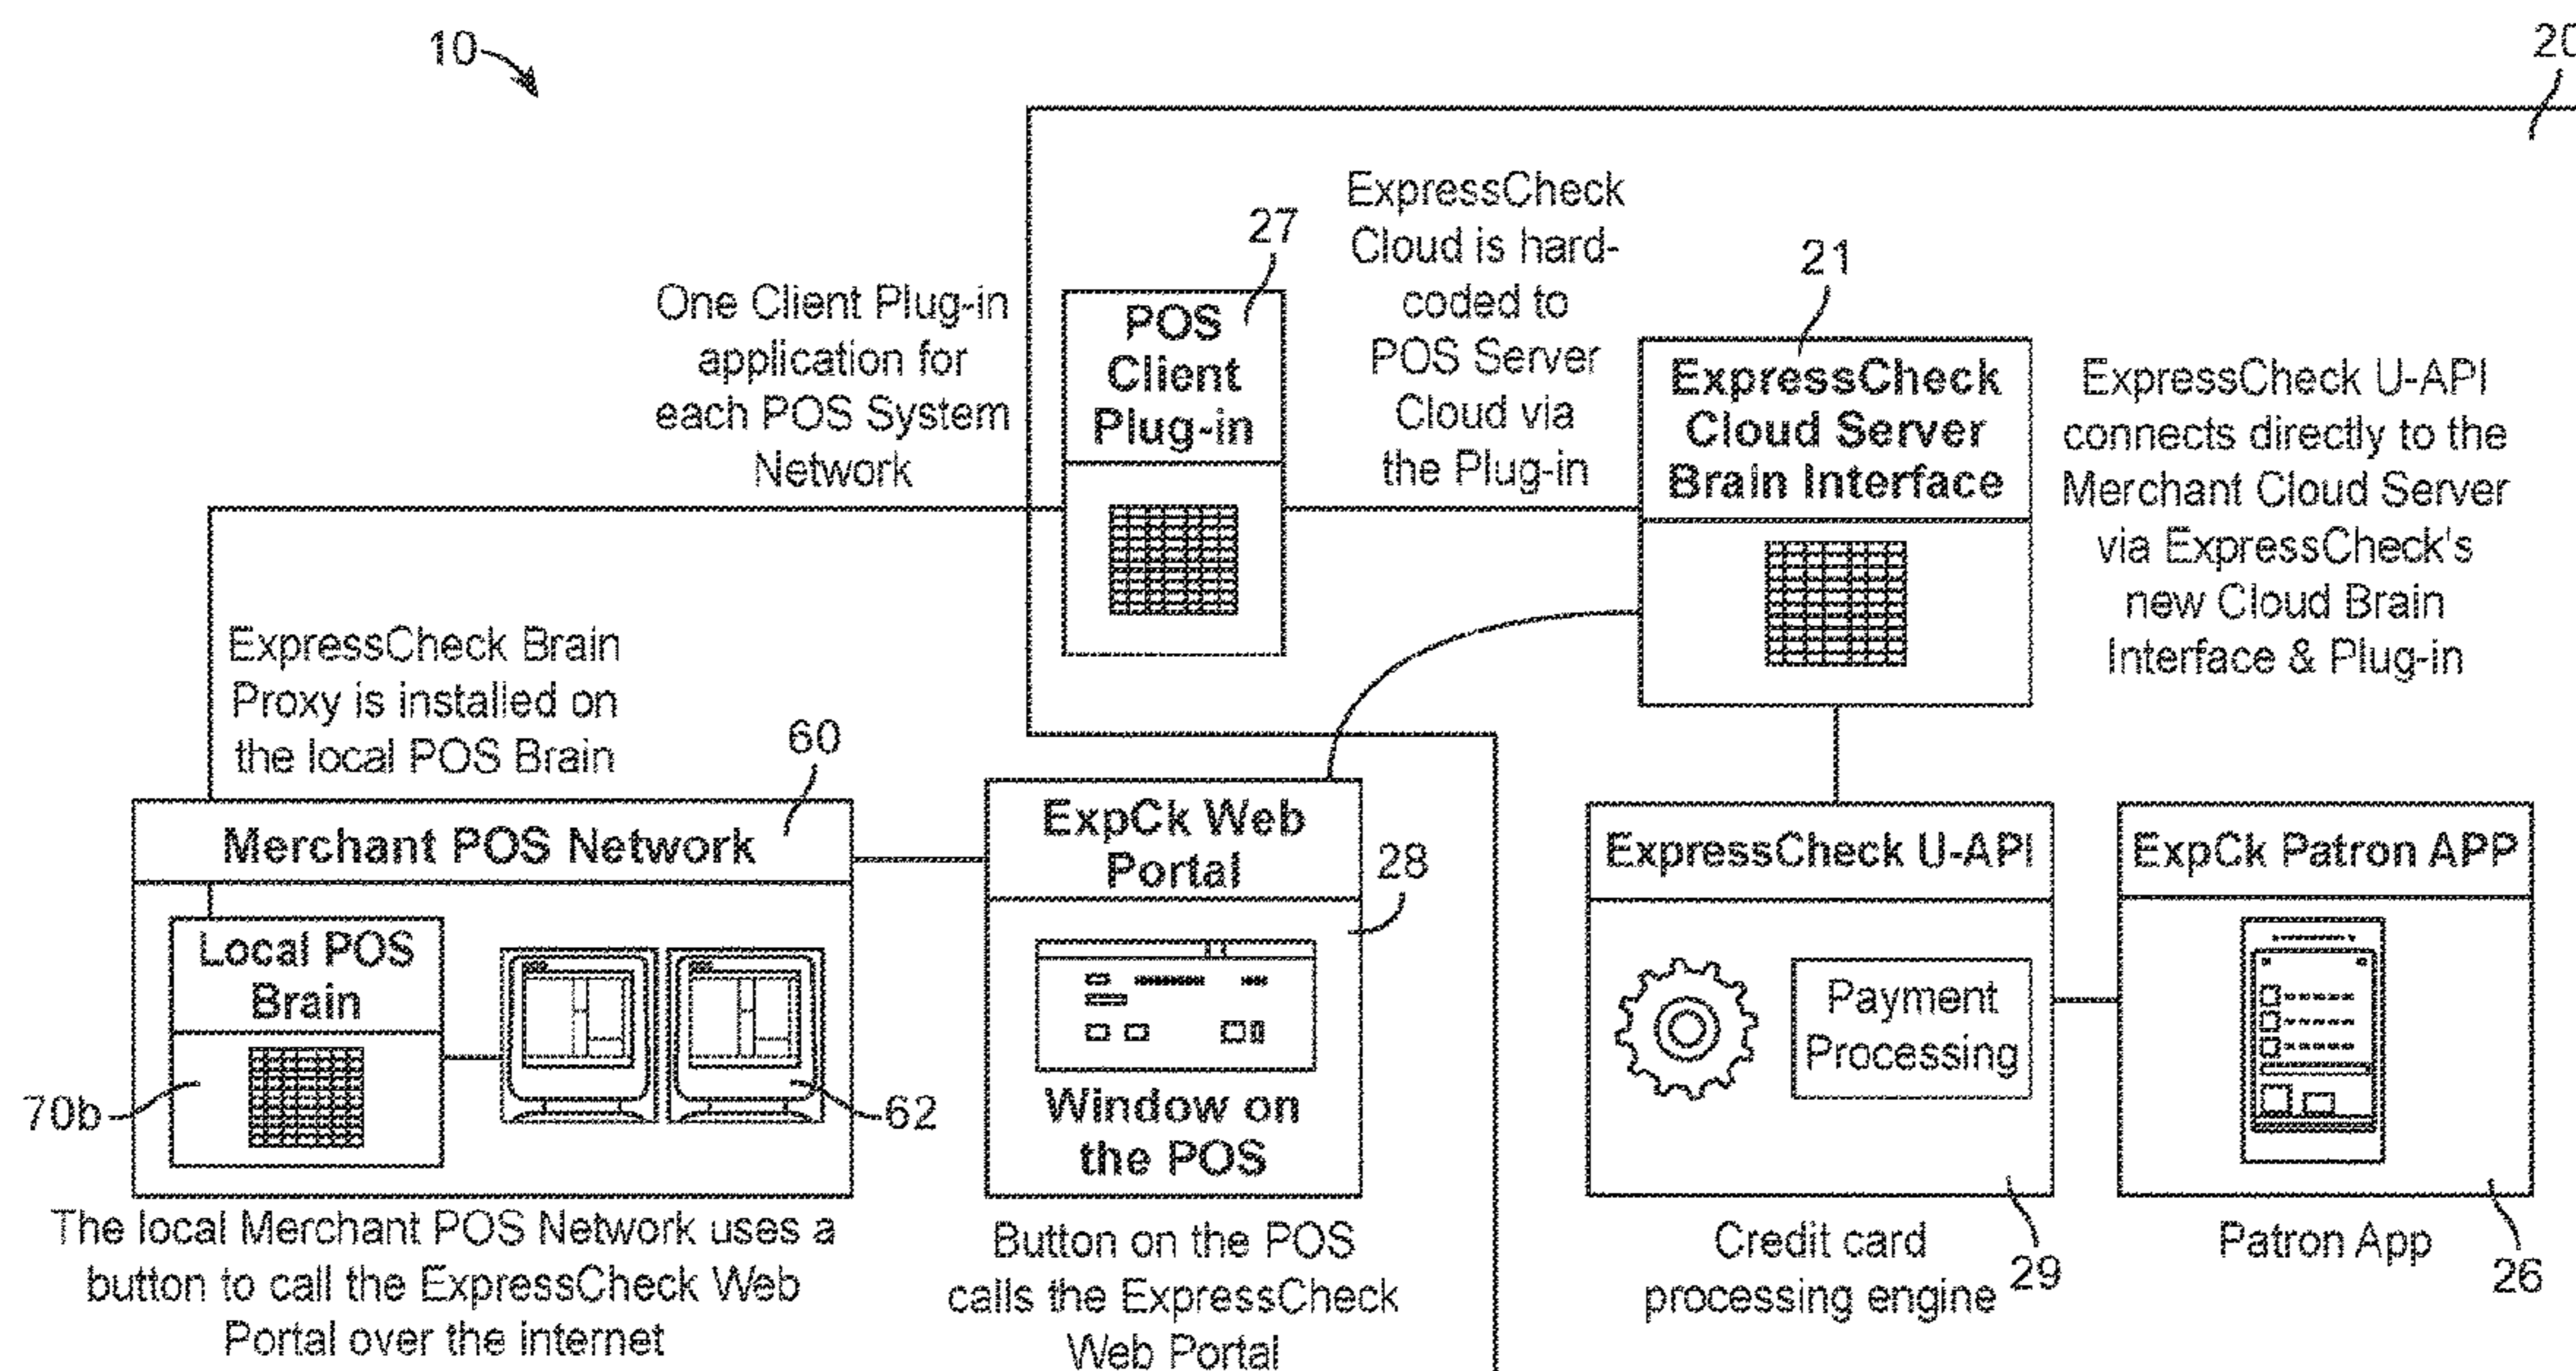 10
20
27
ExpressCheck
Cloud is hard-
coded to
POS Server
Cloud via
the Plug-in
21
One Client Plug-in
application for
each POS System
Network
POS
Client
Plug-in
ExpressCheck
Cloud Server
Brain Interface
ExpressCheck U-API
connects directly to the
Merchant Cloud Server
via ExpressCheck's
new Cloud Brain
Interface & Plug-in
ExpressCheck Brain
Proxy is installed on
the local POS Brain
60
Merchant POS Network
Local POS
Brain
70b
62
The local Merchant POS Network uses a
button to call the ExpressCheck Web
Portal over the internet
ExpCk Web
Portal
28
Window on
the POS
Button on the POS
calls the ExpressCheck
Web Portal
ExpressCheck U-API
Payment
Processing
Credit card
processing engine
29
ExpCk Patron APP
Patron App
26